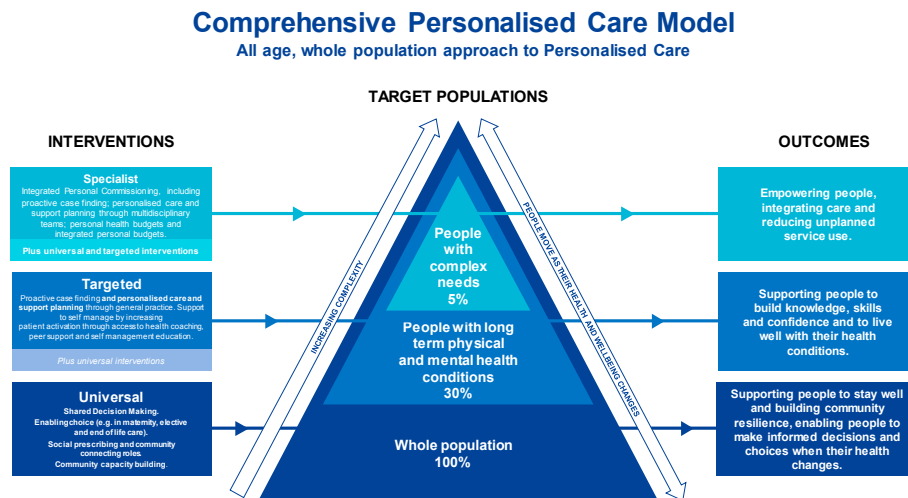 Comprehensive Personalised Care Model
All age, whole population approach to Personalised Care
TARGET POPULATIONS
INTERVENTIONS
OUTCOMES
Specialist
Integrated Personal Commissioning, including
proactive case finding; personalised care and
support planning through multidisciplinary
teams; personal health budgets and
integrated personal budgets.
Plus universal and targeted interventions
Targeted
Proactive case finding and personalised care and
support planning through general practice. Support
to self manage by increasing
patient activation through access to health coaching,
peer support and self management education.
Plus universal interventions
Universal
Shared Decision Making.
Enabling choice (e.g. in maternity, elective
and end of life care).
Social prescribing and community
connecting roles.
Community capacity building.
INCREASING COMPLEXITY
People
with
complex
needs
5%
People with long
term physical
and mental health
conditions
30%
Whole population
100%
PEOPLE MOVE AS THEIR HEALTH AND WELLBEING CHANGES
Empowering people,
integrating care and
reducing unplanned
service use.
Supporting people to
build knowledge, skills
and confidence and to live
well with their health
conditions.
Supporting people to stay well
and building community
resilience, enabling people to
make informed decisions and
choices when their health
changes.